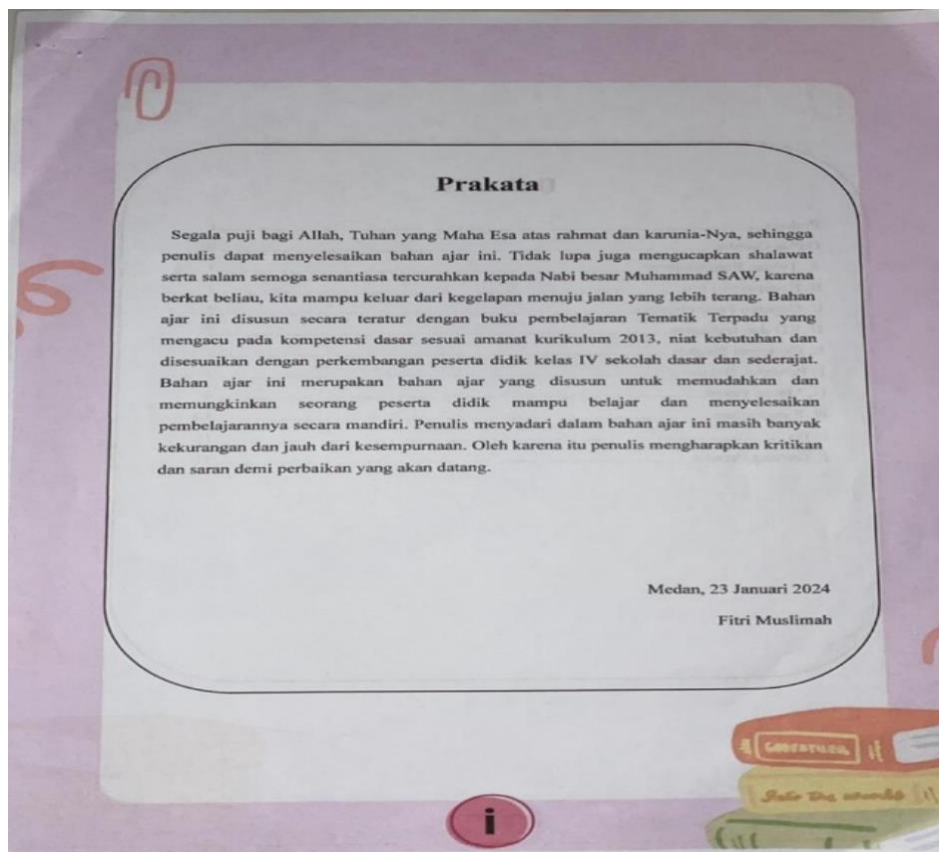 Prakata
Segala puji bagi Allah, Tuhan yang Maha Esa atas rahmat dan karunia-Nya, sehingga
penulis dapat menyelesaikan bahan ajar ini. Tidak lupa juga mengucapkan shalawat
serta salam semoga senantiasa tercurahkan kepada Nabi besar Muhammad SAW, karena
berkat beliau, kita mampu keluar dari kegelapan menuju jalan yang lebih terang. Bahan
ajar ini disusun secara teratur dengan buku pembelajaran Tematik Terpadu yang
mengacu pada kompetensi dasar sesuai amanat kurikulum 2013, niat kebutuhan dan
disesuaikan dengan perkembangan peserta didik kelas IV sekolah dasar dan sederajat.
Bahan ajar ini merupakan bahan ajar yang disusun untuk memudahkan dan
memungkinkan seorang peserta didik mampu belajar dan menyelesaikan
pembelajarannya secara mandiri. Penulis menyadari dalam bahan ajar ini masih banyak
kekurangan dan jauh dari kesempurnaan. Oleh karena itu penulis mengharapkan kritikan
dan saran demi perbaikan yang akan datang.
Medan, 23 Januari 2024
Fitri Muslimah
i